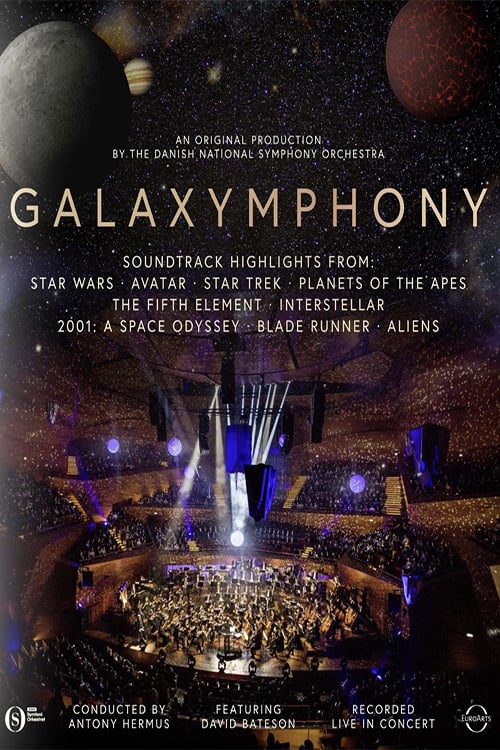 AN ORIGINAL PRODUCTION
BY THE DANISH NATIONAL SYMPHONY ORCHESTRA
GALAXYMPHONY
SOUNDTRACK HIGHLIGHTS FROM:
STAR WARS · AVATAR · STAR TREK · PLANETS OF THE APES
THE FIFTH ELEMENT · INTERSTELLAR
2001: A SPACE ODYSSEY · BLADE RUNNER · ALIENS
CONDUCTED BY
ANTONY HERMUS
FEATURING
DAVID BATESON
RECORDED
LIVE IN CONCERT
Symfoni
Orkestret
EUROARTS